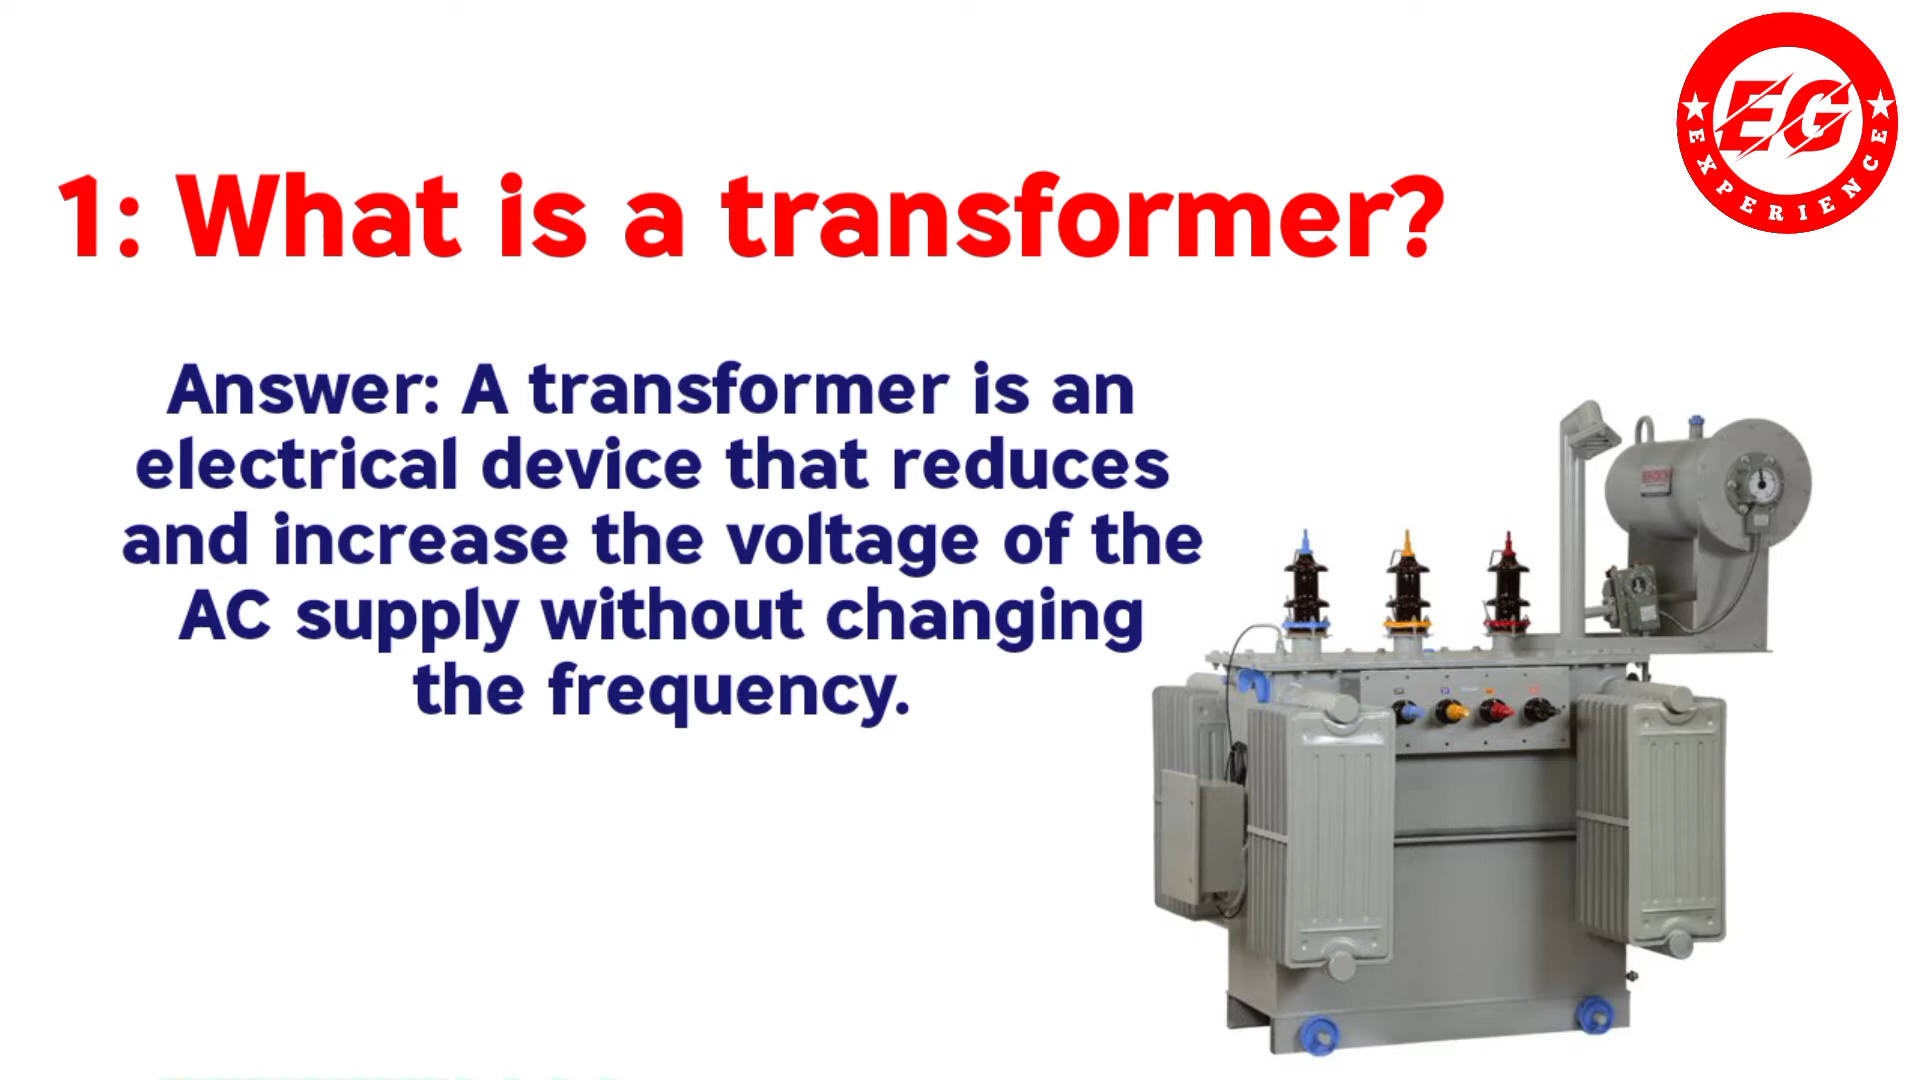 EG
EXPERIENCE
1: What is a transformer?
Answer: A transformer is an
electrical device that reduces
and increase the voltage of the
AC supply without changing
the frequency.